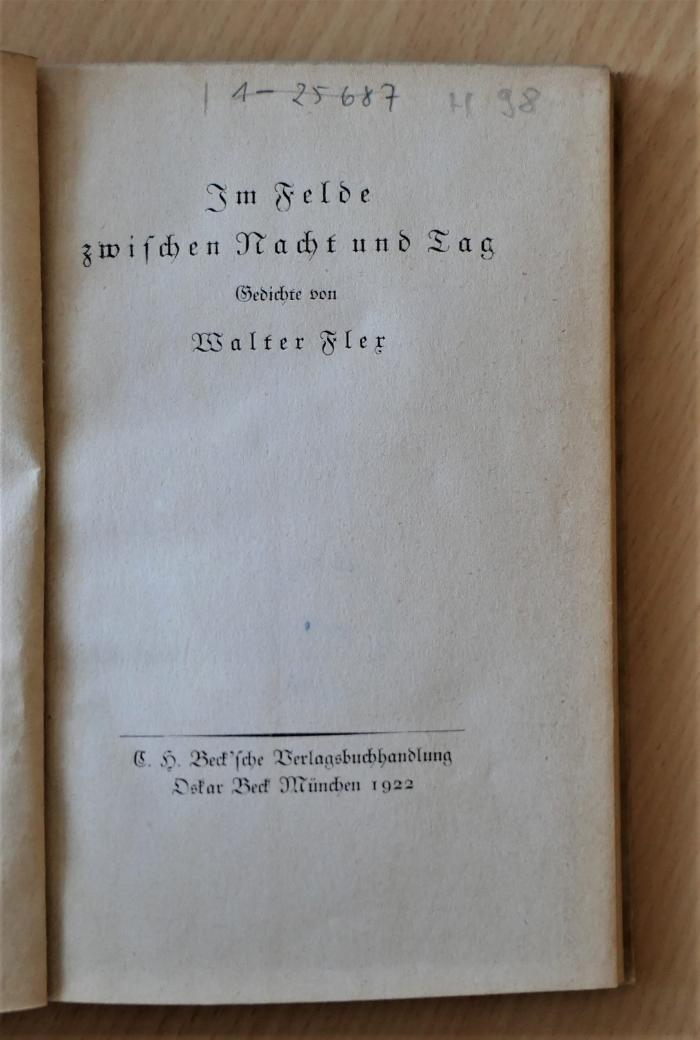 1- 25687 H 98
Im Felde
zwiſchen Nacht und Tag
Gedichte von
Walter Flex
C. H. Beck'ſche Verlagsbuchhandlung
Oskar Beck München 1922